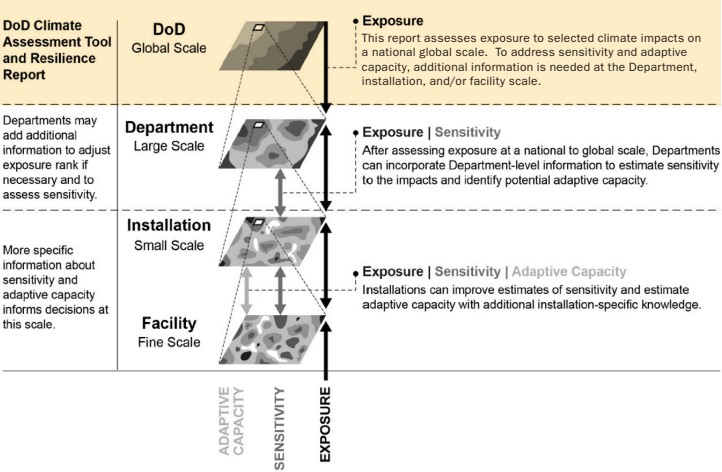 DoD Climate
Assessment Tool
and Resilience
Report
DoD
Global Scale
Exposure
This report assesses exposure to selected climate impacts on
a national global scale. To address sensitivity and adaptive
capacity, additional information is needed at the Department,
installation, and/or facility scale.
Departments may
add additional
information to adjust
exposure rank if
necessary and to
assess sensitivity.
Department
Large Scale
Exposure | Sensitivity
After assessing exposure at a national to global scale, Departments
can incorporate Department-level information to estimate sensitivity
to the impacts and identify potential adaptive capacity.
More specific
information about
sensitivity and
adaptive capacity
informs decisions at
this scale.
Installation
Small Scale
Exposure | Sensitivity | Adaptive Capacity
Installations can improve estimates of sensitivity and estimate
adaptive capacity with additional installation-specific knowledge.
Facility
Fine Scale
ADAPTIVE
CAPACITY
SENSITIVITY
EXPOSURE